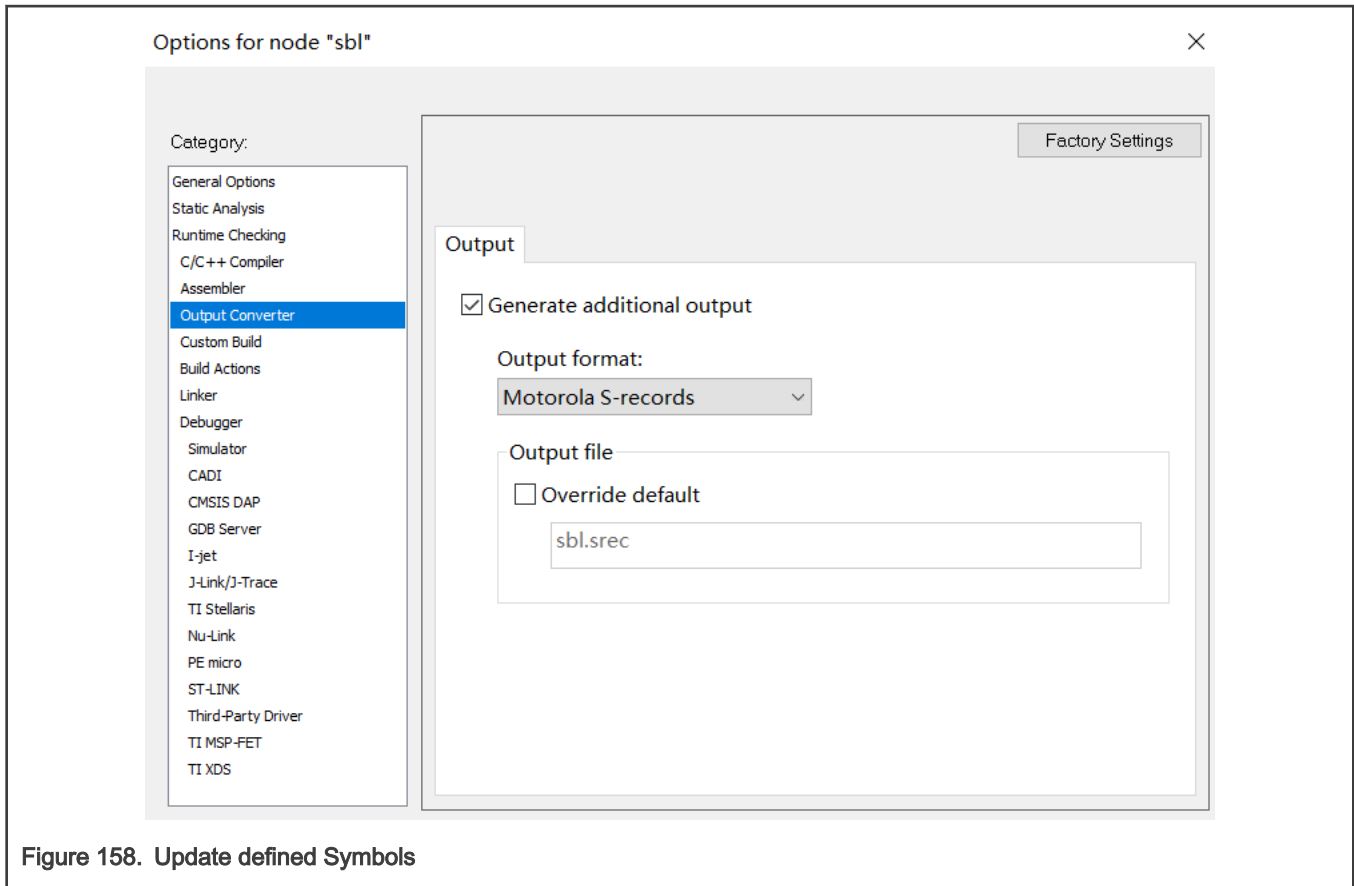 Options for node "sbl"
Category:
Factory Settings
General Options
Static Analysis
Runtime Checking
C/C++ Compiler
Assembler
Output Converter
Custom Build
Build Actions
Linker
Debugger
Simulator
CADI
CMSIS DAP
GDB Server
I-jet
J-Link/J-Trace
TI Stellaris
Nu-Link
PE micro
ST-LINK
Third-Party Driver
TI MSP-FET
TI XDS
Output
Generate additional output
Output format:
Motorola S-records
Output file
Override default
sbl.srec
Figure 158. Update defined Symbols